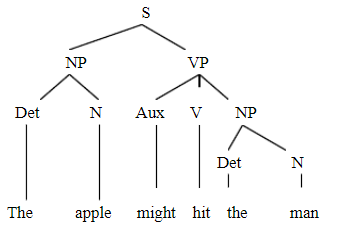 S
NP VP
Det N Aux V NP
Det N
The apple might hit the man